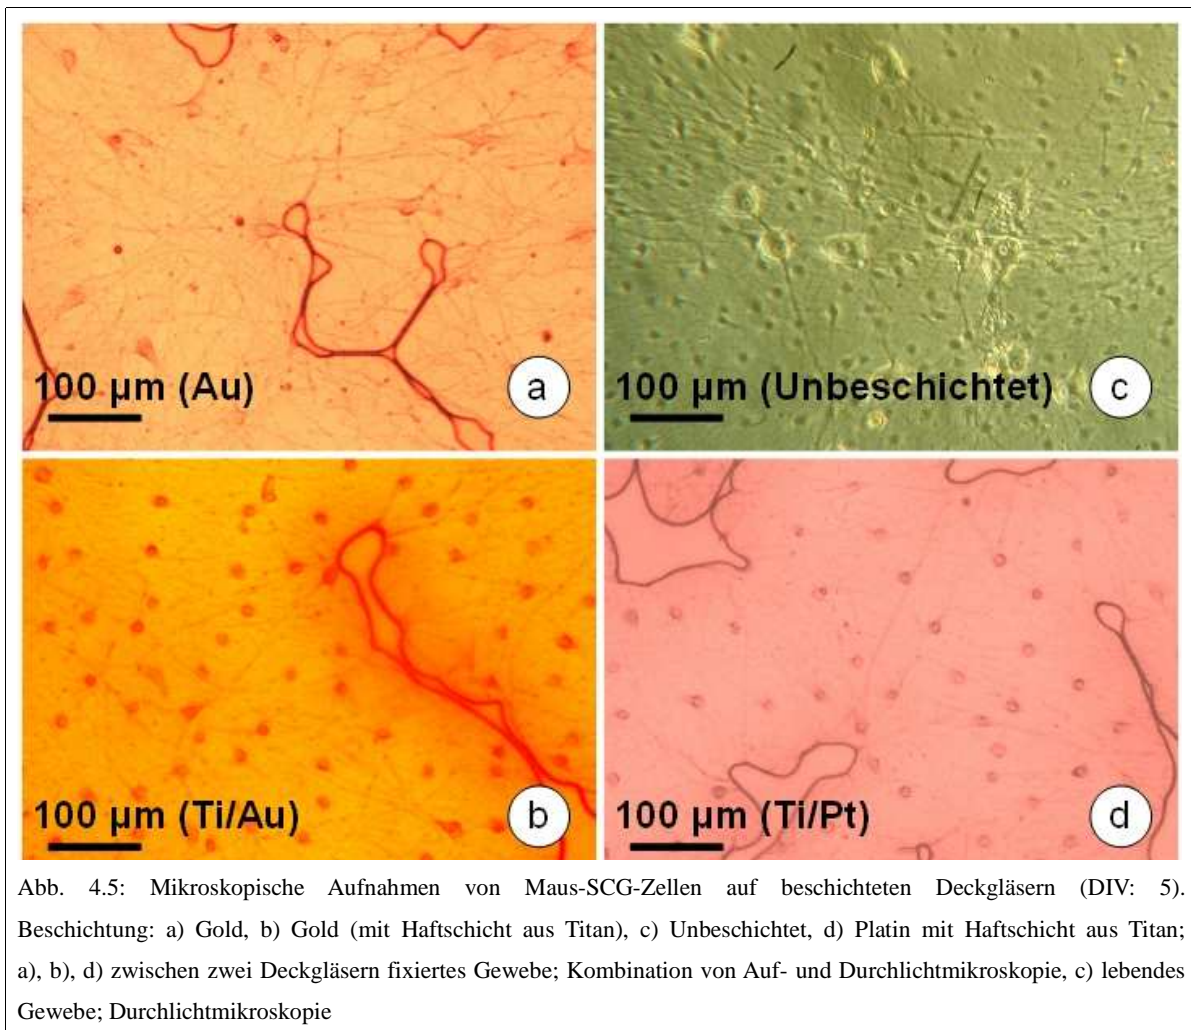 100 µm (Au)
a
100 µm (Unbeschichtet)
c
100 µm (Ti/Au)
b
100 µm (Ti/Pt)
d
Abb. 4.5: Mikroskopische Aufnahmen von Maus-SCG-Zellen auf beschichteten Deckgläsern (DIV: 5).
Beschichtung: a) Gold, b) Gold (mit Haftschicht aus Titan), c) Unbeschichtet, d) Platin mit Haftschicht aus Titan;
a), b), d) zwischen zwei Deckgläsern fixiertes Gewebe; Kombination von Auf- und Durchlichtmikroskopie, c) lebendes
Gewebe; Durchlichtmikroskopie